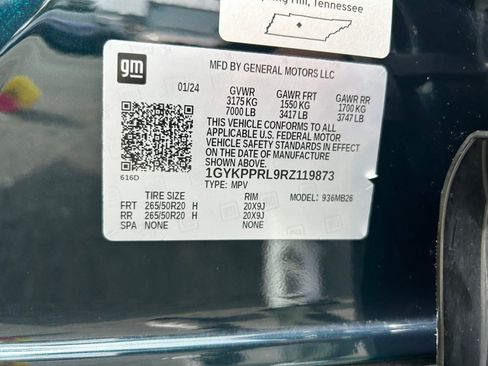 Spring Hill, Tennessee
gm
MFD BY GENERAL MOTORS LLC
01/24 GVWR GAWR FRT GAWR RR
3175 KG 1550 KG 1700 KG
7000 LB 3417 LB 3747 LB
THIS VEHICLE CONFORMS TO ALL
APPLICABLE U.S. FEDERAL MOTOR
VEHICLE SAFETY STANDARDS IN EFFECT
ON THE DATE OF MANUFACTURE
SHOWN ABOVE.
1GYKPPRL9RZ119873
616D TYPE: MPV
TIRE SIZE RIM MODEL: 936MB26
FRT 265/50R20 H 20X9J
RR 265/50R20 H 20X9J
SPA NONE NONE